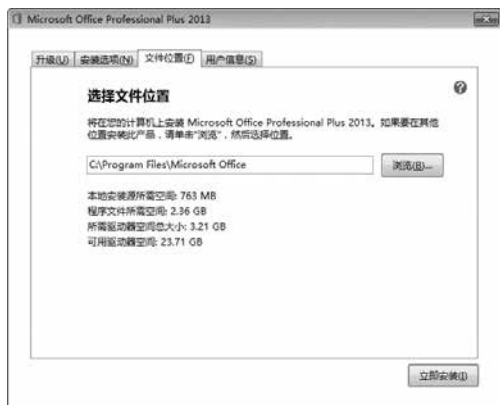 Microsoft Office Professional Plus 2013
升级(U) 安装选项(N) 文件位置(F) 用户信息(S)
选择文件位置
将在您的计算机上安装 Microsoft Office Professional Plus 2013。如果要在其他
位置安装此产品，请单击“浏览”，然后选择位置。
C:\Program Files\Microsoft Office
浏览(B)...
本地安装源所需空间: 763 MB
程序文件所需空间: 2.36 GB
所需驱动器空间总大小: 3.21 GB
可用驱动器空间: 23.71 GB
立即安装(I)